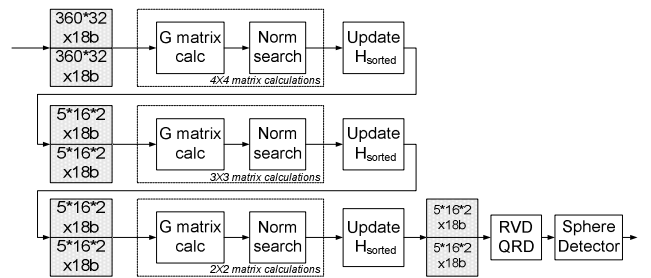 360*32
x18b
360*32
x18b
G matrix
calc
Norm
search
Update
Hsorted
4X4 matrix calculations
5*16*2
x18b
5*16*2
x18b
G matrix
calc
Norm
search
Update
Hsorted
3X3 matrix calculations
5*16*2
x18b
5*16*2
x18b
G matrix
calc
Norm
search
Update
Hsorted
2X2 matrix calculations
5*16*2
x18b
5*16*2
x18b
RVD
QRD
Sphere
Detector